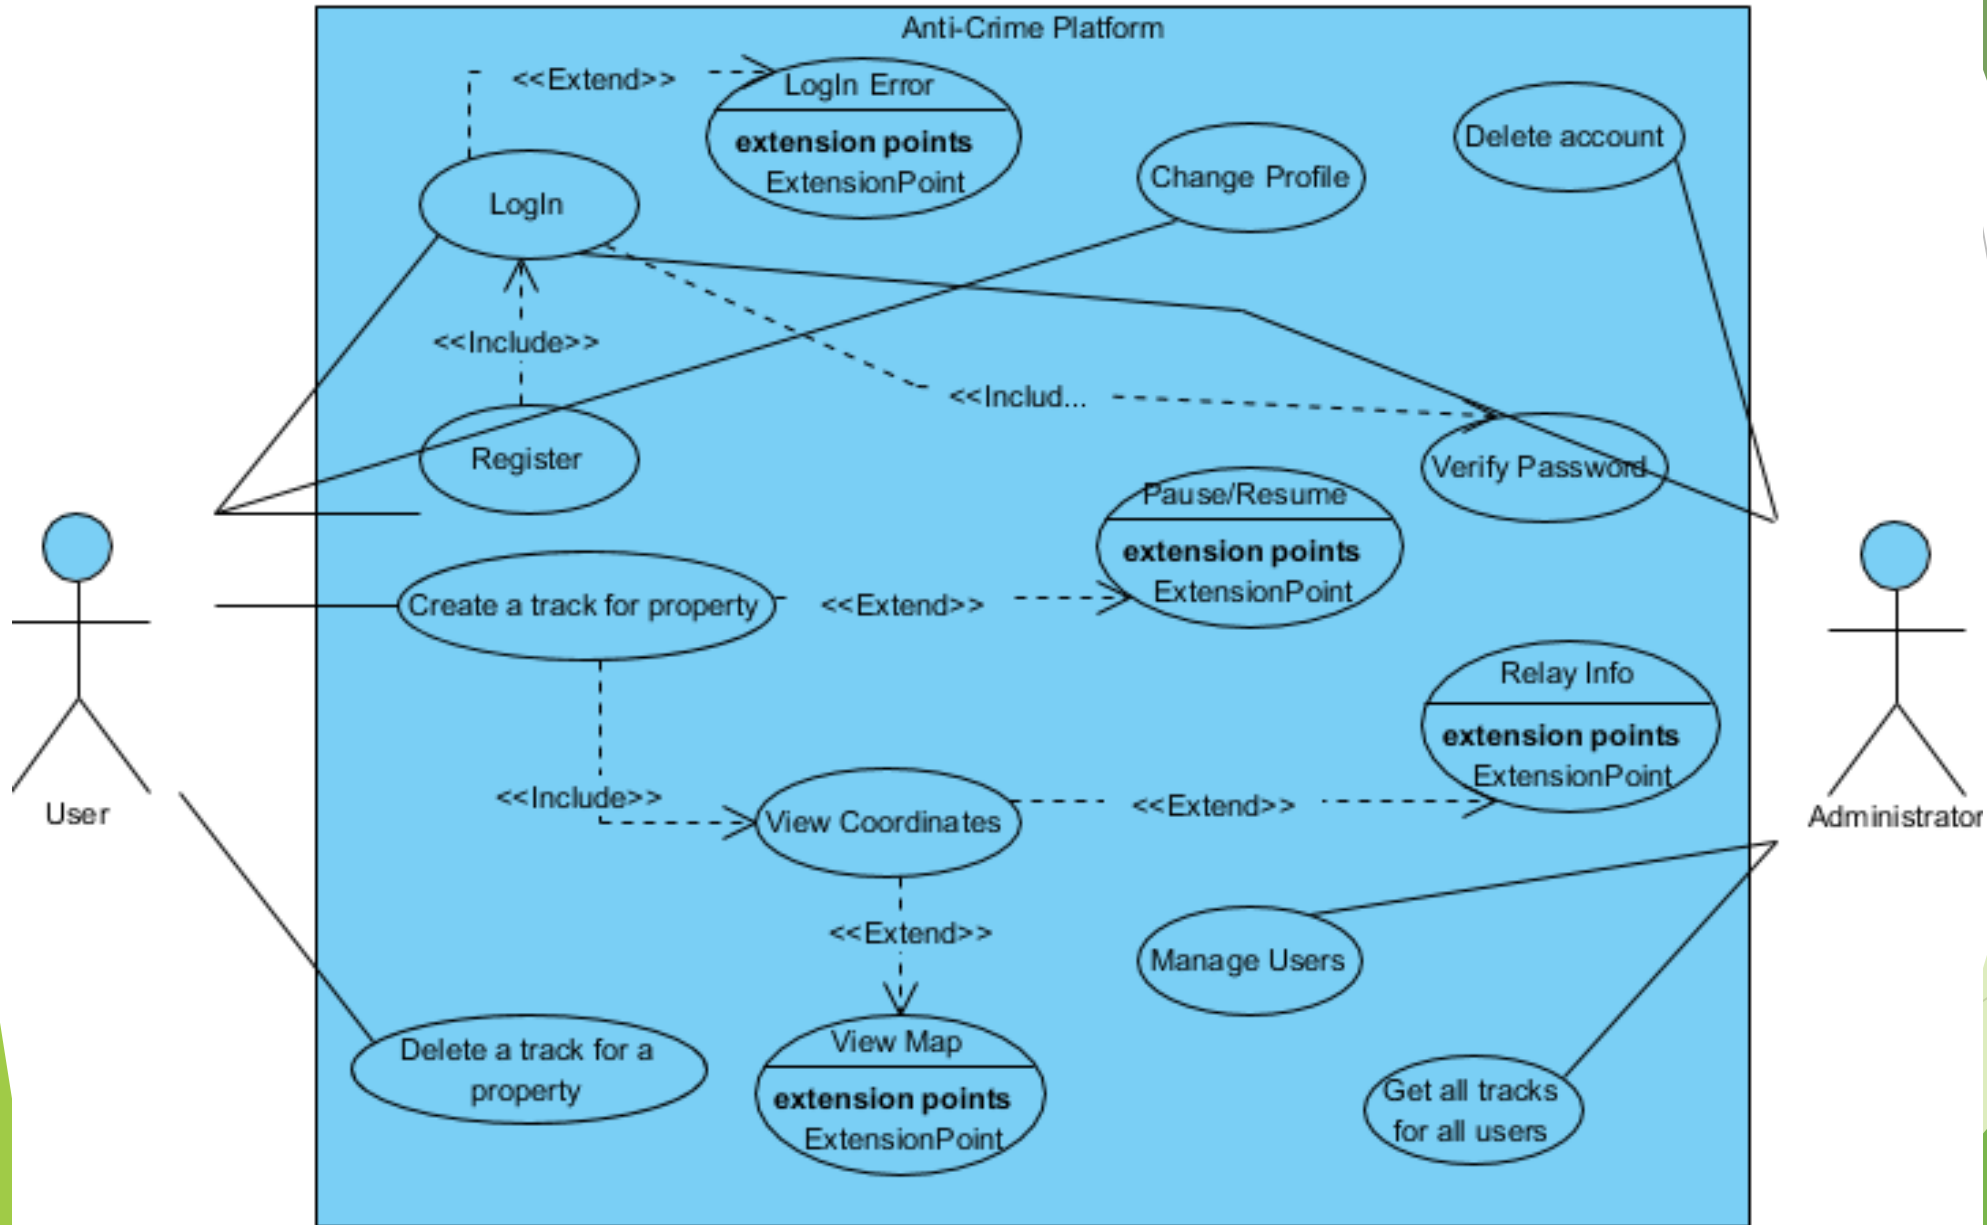 Anti-Crime Platform
<<Extend>>
LogIn Error
extension points
ExtensionPoint
Delete account
Change Profile
LogIn
<<Include>>
<<Includ...
Register
Verify Password
Pause/Resume
extension points
ExtensionPoint
Create a track for property
<<Extend>>
Relay Info
extension points
ExtensionPoint
<<Include>>
View Coordinates
<<Extend>>
User
Administrator
<<Extend>>
Manage Users
View Map
extension points
ExtensionPoint
Delete a track for a
property
Get all tracks
for all users